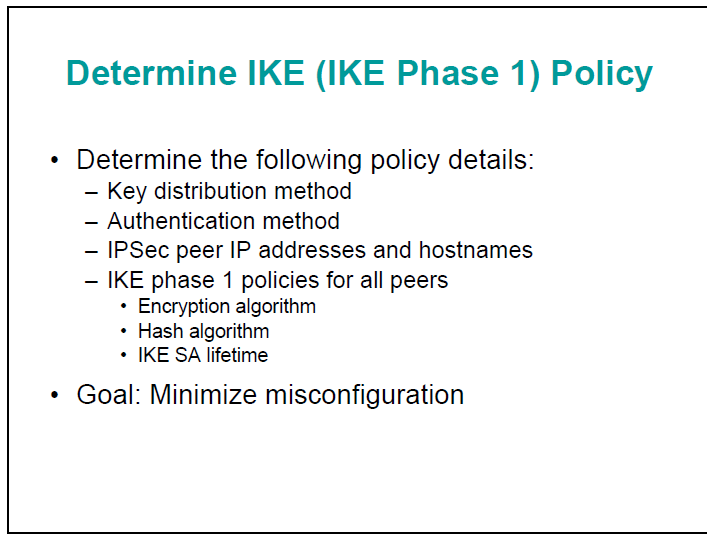 Determine IKE (IKE Phase 1) Policy
• Determine the following policy details:
– Key distribution method
– Authentication method
– IPSec peer IP addresses and hostnames
– IKE phase 1 policies for all peers
• Encryption algorithm
• Hash algorithm
• IKE SA lifetime
• Goal: Minimize misconfiguration